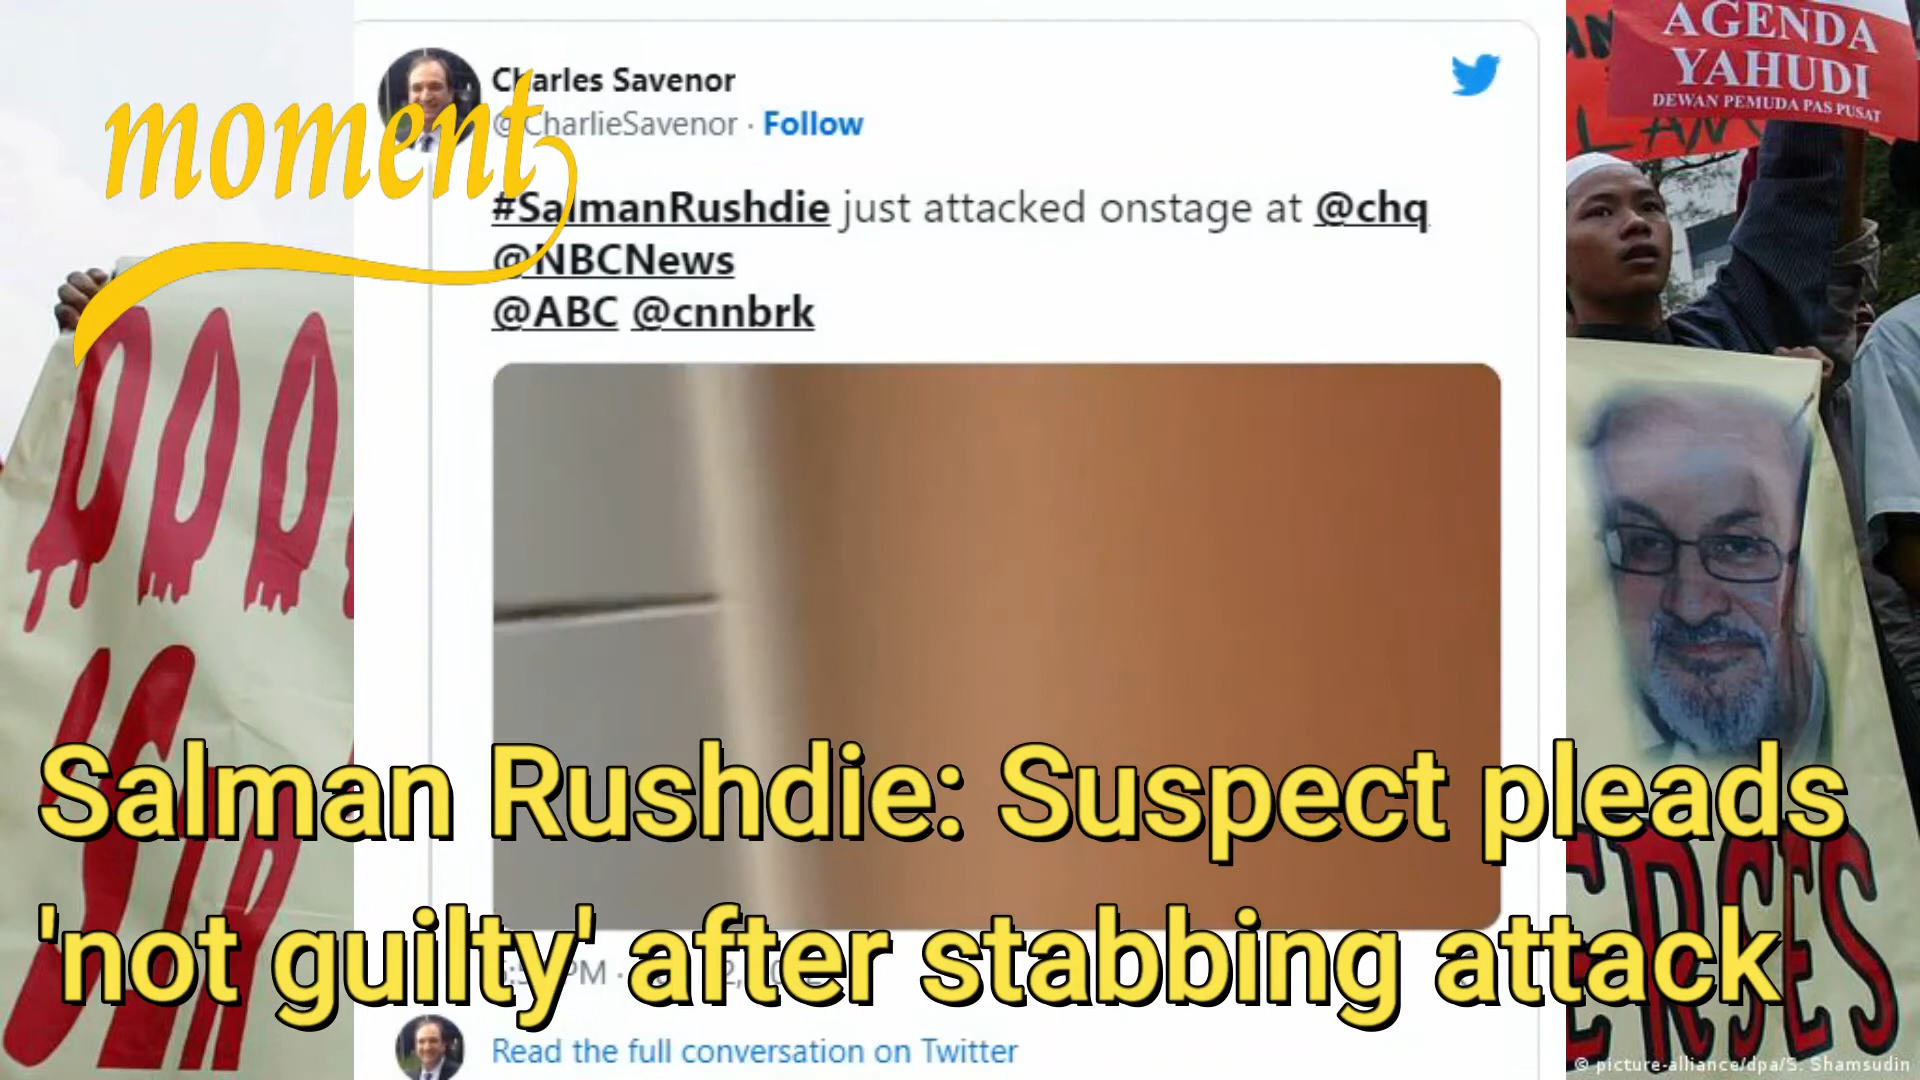 moment
Charles Savenor
@CharlieSavenor · Follow
#SalmanRushdie just attacked onstage at @chq
@NBCNews
@ABC @cnnbrk
AGENDA
YAHUDI
DEWAN PEMUDA PAS PUSAT
Salman Rushdie: Suspect pleads
'not guilty' after stabbing attack
Read the full conversation on Twitter
© picture-alliance/dpa/S. Shamsudin